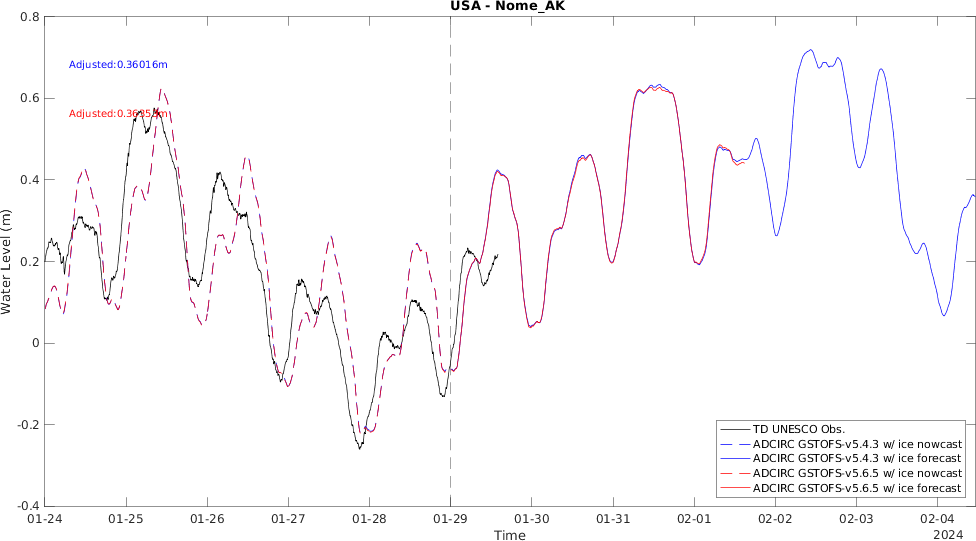 USA - Nome_AK
0.8
0.6
0.4
0.2
0
-0.2
-0.4
Water Level (m)
Adjusted:0.36016m
TD UNESCO Obs.
ADCIRC GSTOFS-v5.4.3 w/ ice nowcast
ADCIRC GSTOFS-v5.4.3 w/ ice forecast
ADCIRC GSTOFS-v5.6.5 w/ ice nowcast
ADCIRC GSTOFS-v5.6.5 w/ ice forecast
01-24 01-25 01-26 01-27 01-28 01-29 01-30 01-31 02-01 02-02 02-03 02-04
Time
2024